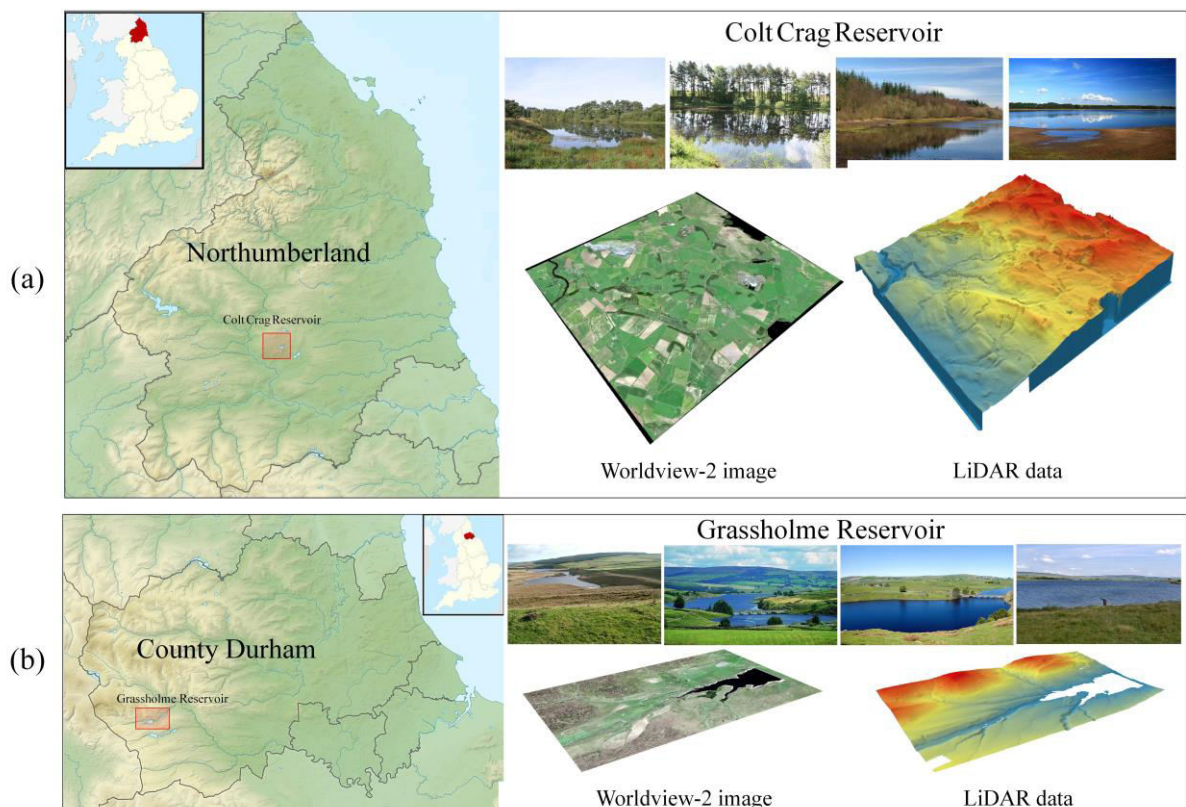 (a)
Northumberland
Colt Crag Reservoir
Colt Crag Reservoir
Worldview-2 image
LiDAR data
(b)
County Durham
Grassholme Reservoir
Grassholme Reservoir
Worldview-2 image
LiDAR data